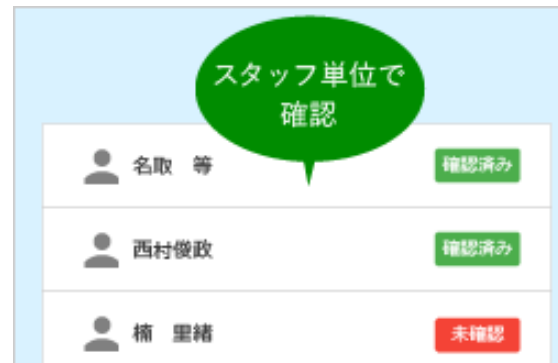 スタッフ単位で
確認
名取　等
確認済み
西村俊政
確認済み
楠　里緒
未確認